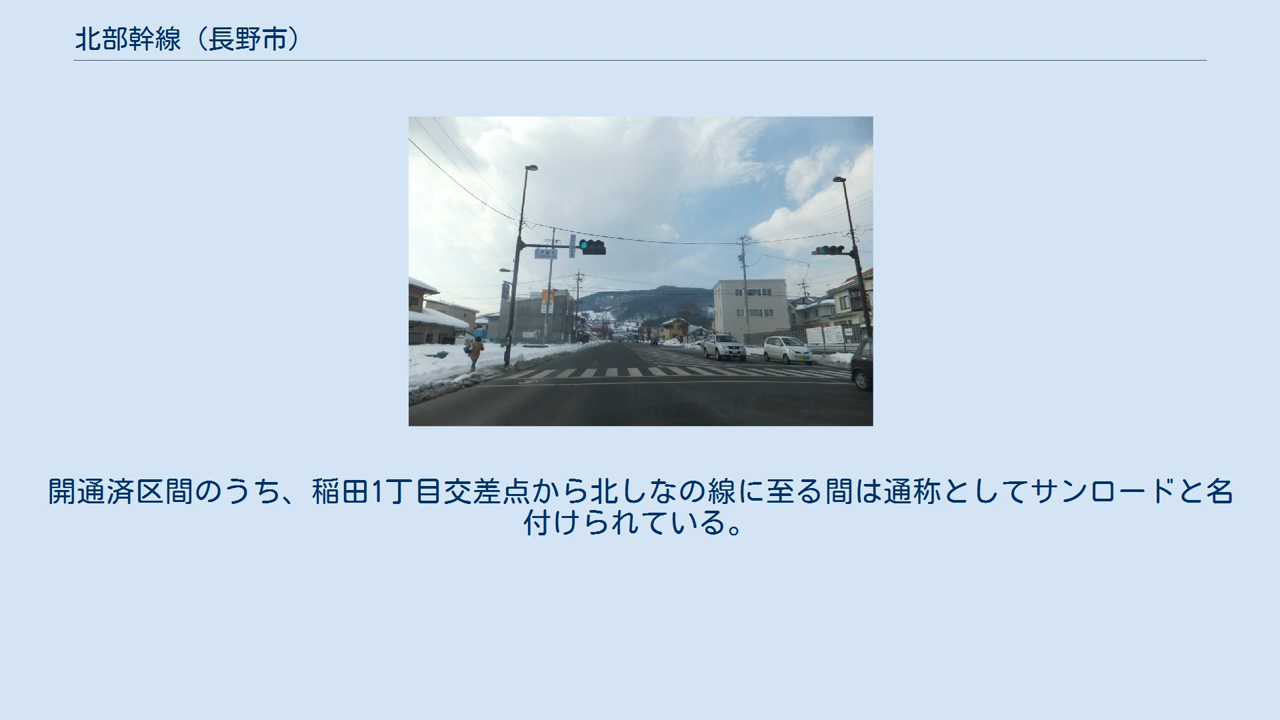 北部幹線（長野市）
開通済区間のうち、稲田1丁目交差点から北しなの線に至る間は通称としてサンロードと名
付けられている。